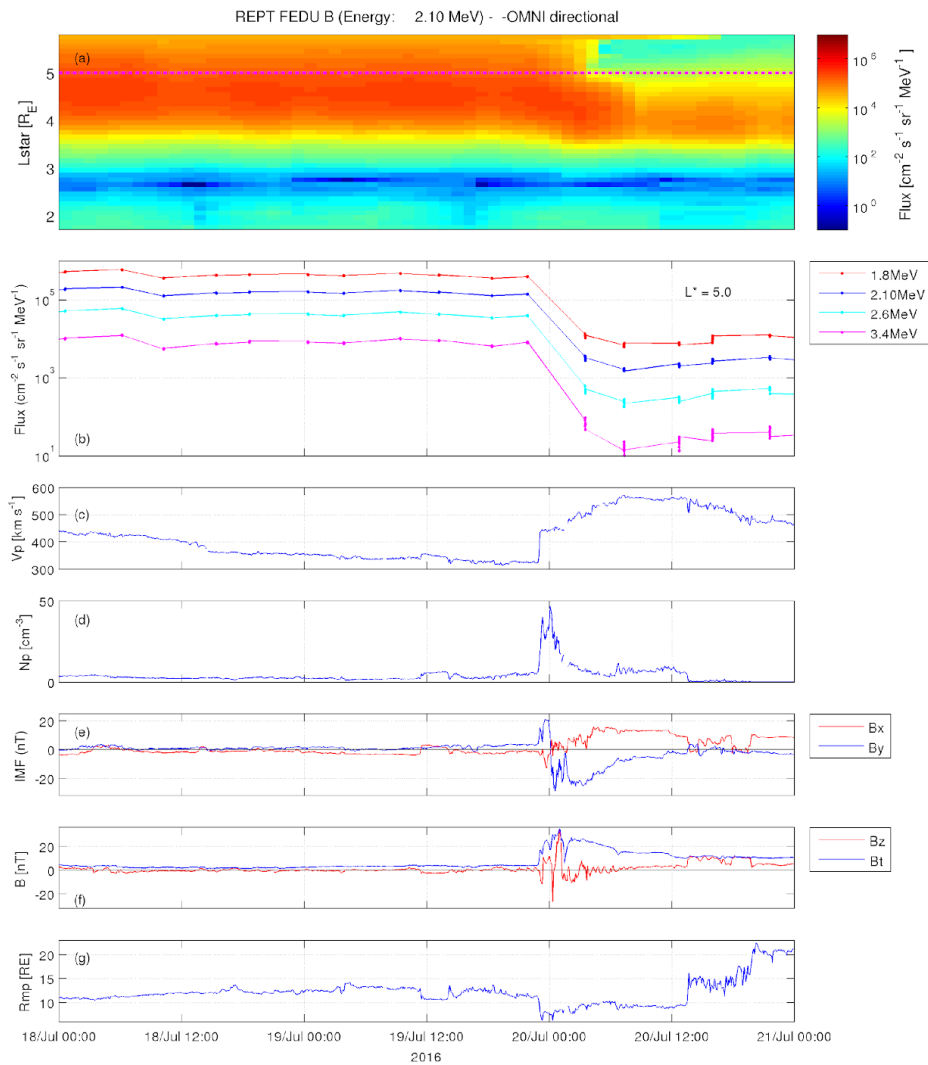 REPT FEDU B (Energy: 2.10 MeV) - -OMNI directional
(a)
Lstar [R_E]
5
4
3
2
10^6
10^4
10^2
10^0
Flux [cm^-2 s^-1 sr^-1 MeV^-1]
(b)
L* = 5.0
Flux (cm^-2 s^-1 sr^-1 MeV^-1)
10^5
10^3
10^1
1.8MeV
2.10MeV
2.6MeV
3.4MeV
(c)
Vp [km s^-1]
600
500
400
300
(d)
Np [cm^-3]
50
0
(e)
IMF (nT)
20
0
-20
Bx
By
(f)
B [nT]
20
0
-20
Bz
Bt
(g)
Rmp [RE]
20
15
10
18/Jul 00:00 18/Jul 12:00 19/Jul 00:00 19/Jul 12:00 20/Jul 00:00 20/Jul 12:00 21/Jul 00:00
2016